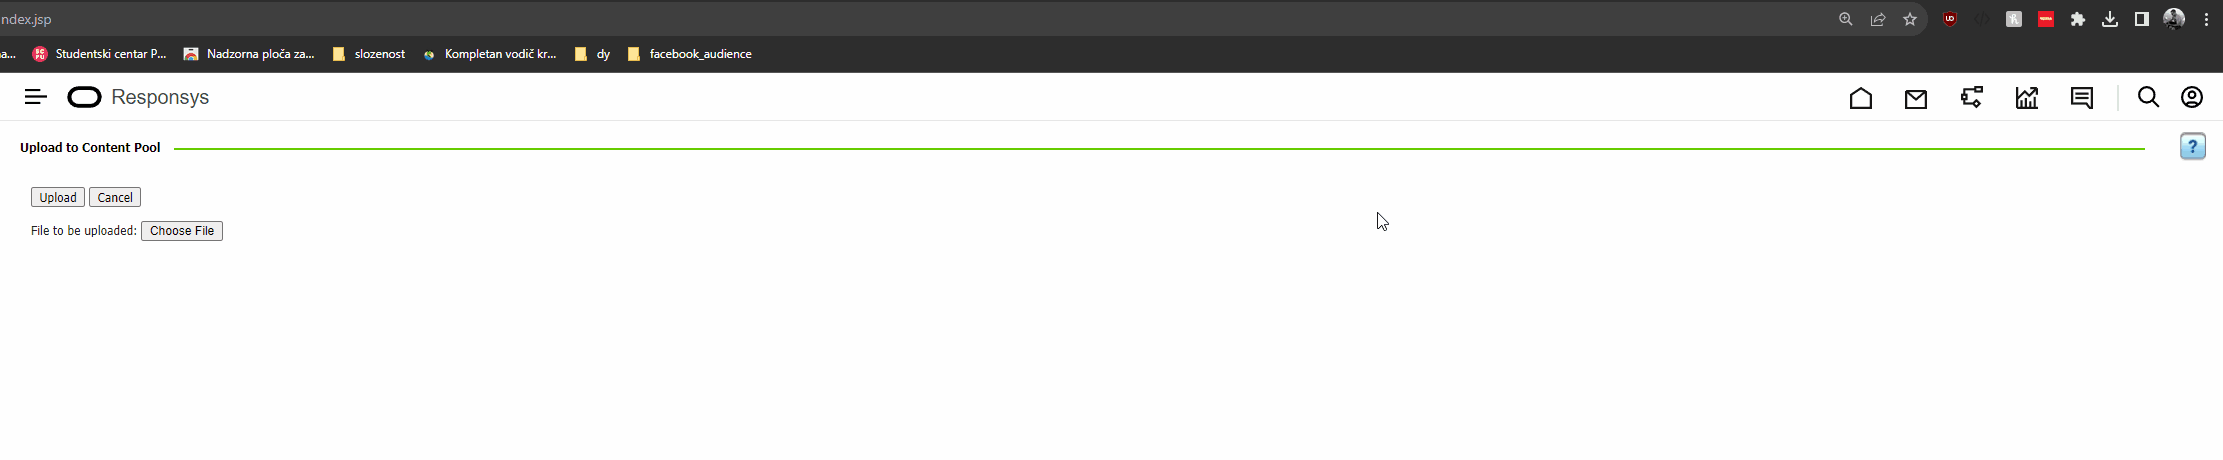 ndex.jsp
a... Studentski centar P... Nadzorna ploča za... slozenost Kompletan vodič kr... dy facebook_audience
Responsys
Upload to Content Pool
?
Upload Cancel
File to be uploaded: Choose File